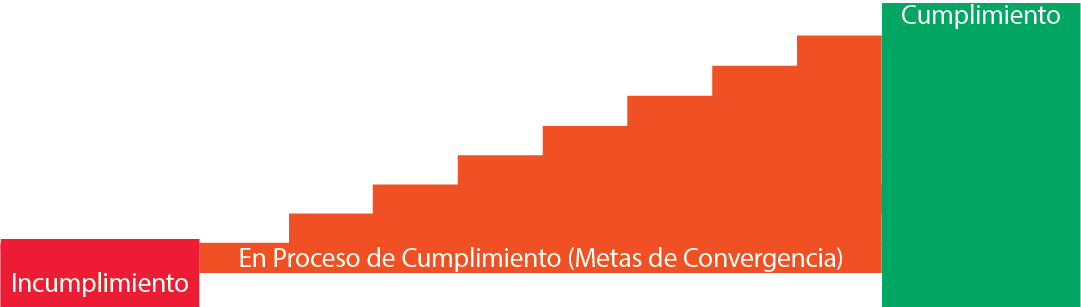 Cumplimiento
En Proceso de Cumplimiento (Metas de Convergencia)
Incumplimiento